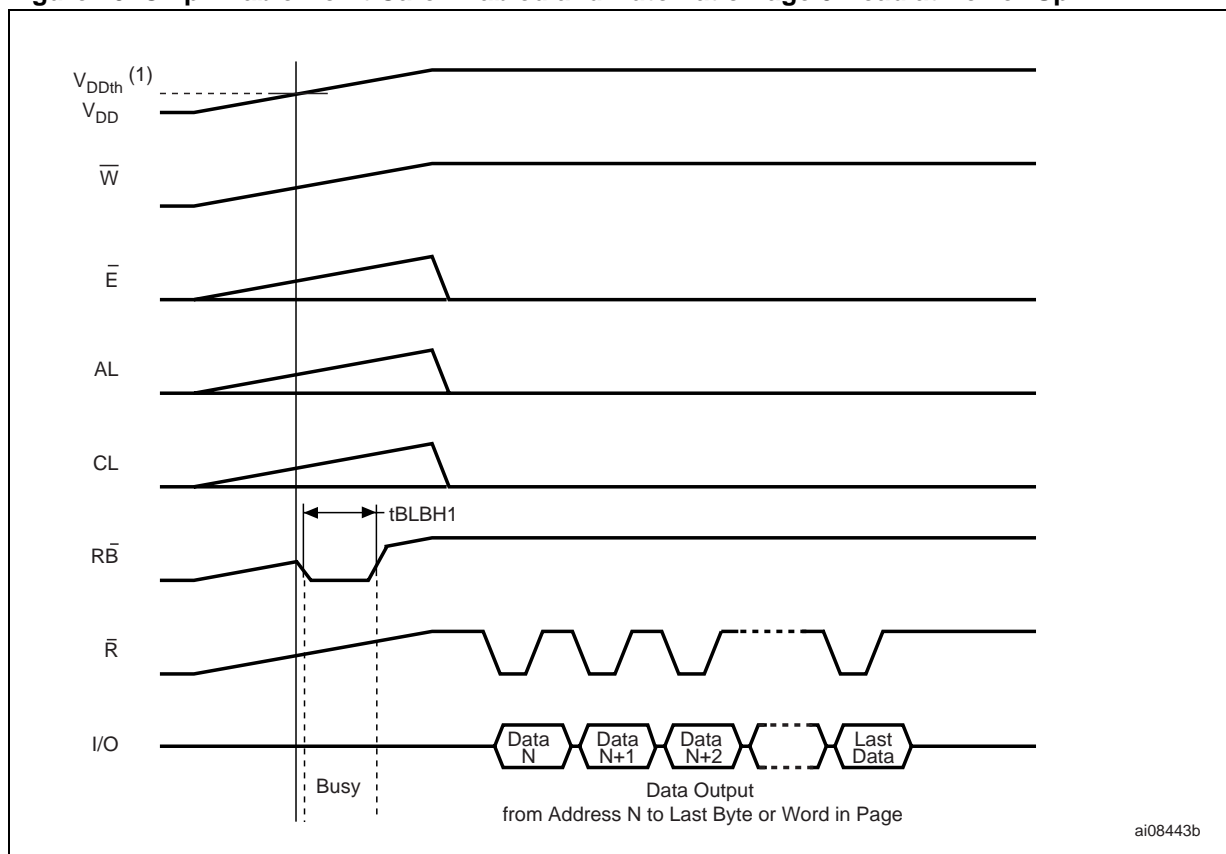 V_DDth (1)
V_DD
W̅
E̅
AL
CL
tBLBH1
RB̅
R̅
I/O
Data N
Data N+1
Data N+2
Last Data
Busy
Data Output
from Address N to Last Byte or Word in Page
ai08443b